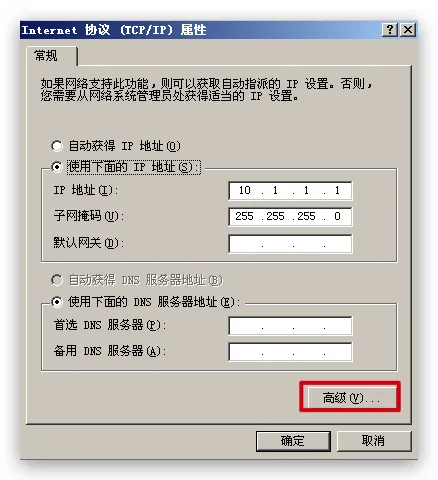 Internet 协议 (TCP/IP) 属性
常规
如果网络支持此功能，则可以获取自动指派的 IP 设置。否则，
您需要从网络系统管理员处获得适当的 IP 设置。
自动获得 IP 地址(O)
使用下面的 IP 地址(S):
IP 地址(I): 10 . 1 . 1 . 1
子网掩码(U): 255 .255 .255 . 0
默认网关(D): . . .
自动获得 DNS 服务器地址(B)
使用下面的 DNS 服务器地址(E):
首选 DNS 服务器(P): . . .
备用 DNS 服务器(A): . . .
高级(V)...
确定
取消